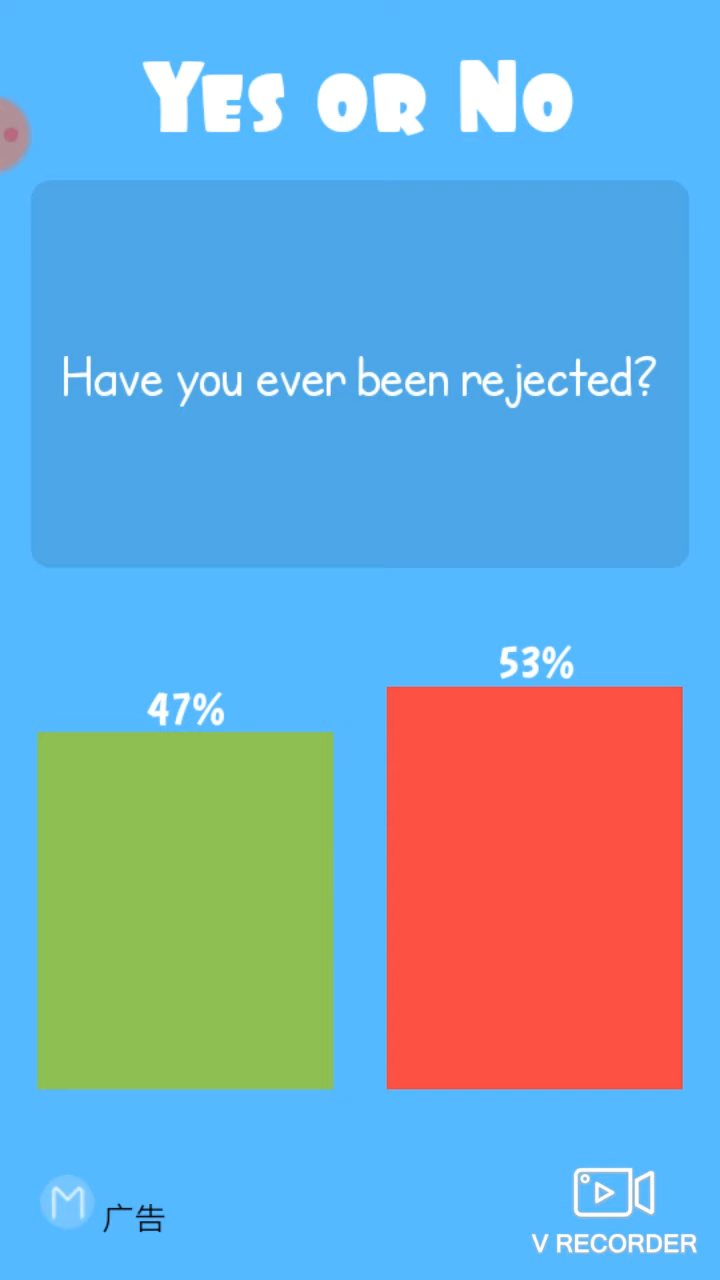 Yes or No
Have you ever been rejected?
53%
47%
M
广告
V RECORDER